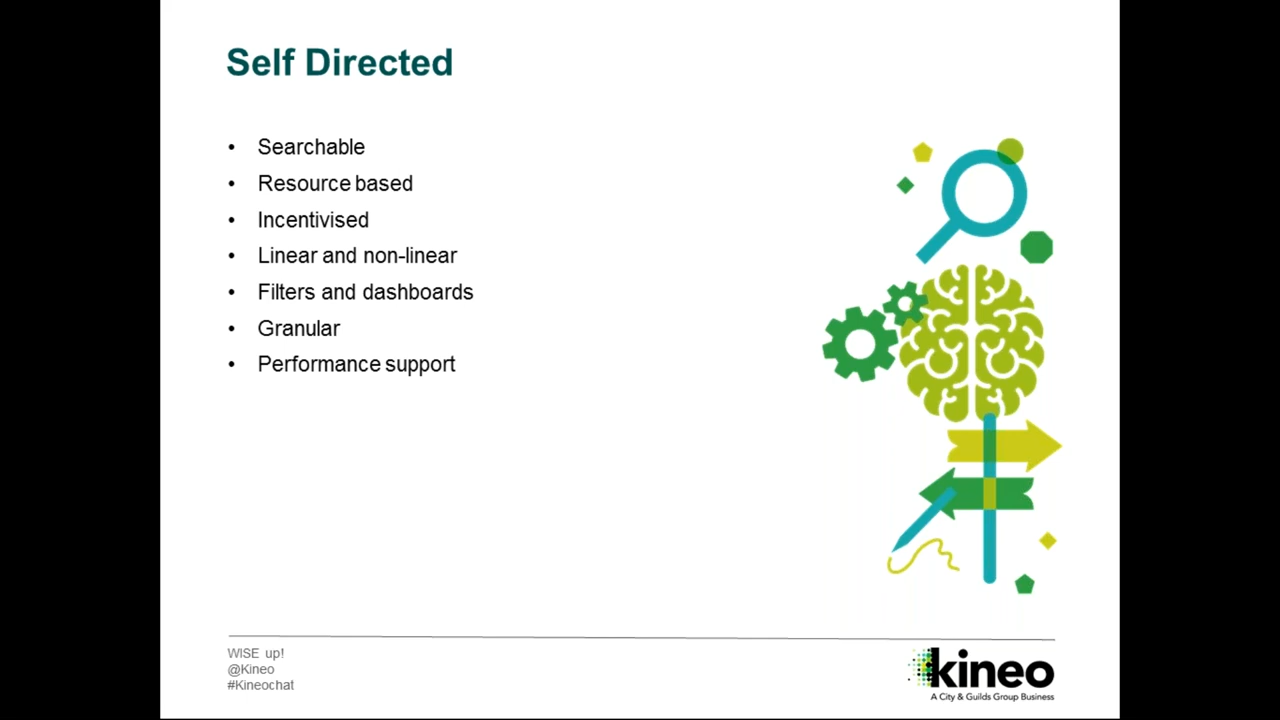 Self Directed
• Searchable
• Resource based
• Incentivised
• Linear and non-linear
• Filters and dashboards
• Granular
• Performance support
WISE up!
@Kineo
#Kineochat
kineo
A City & Guilds Group Business